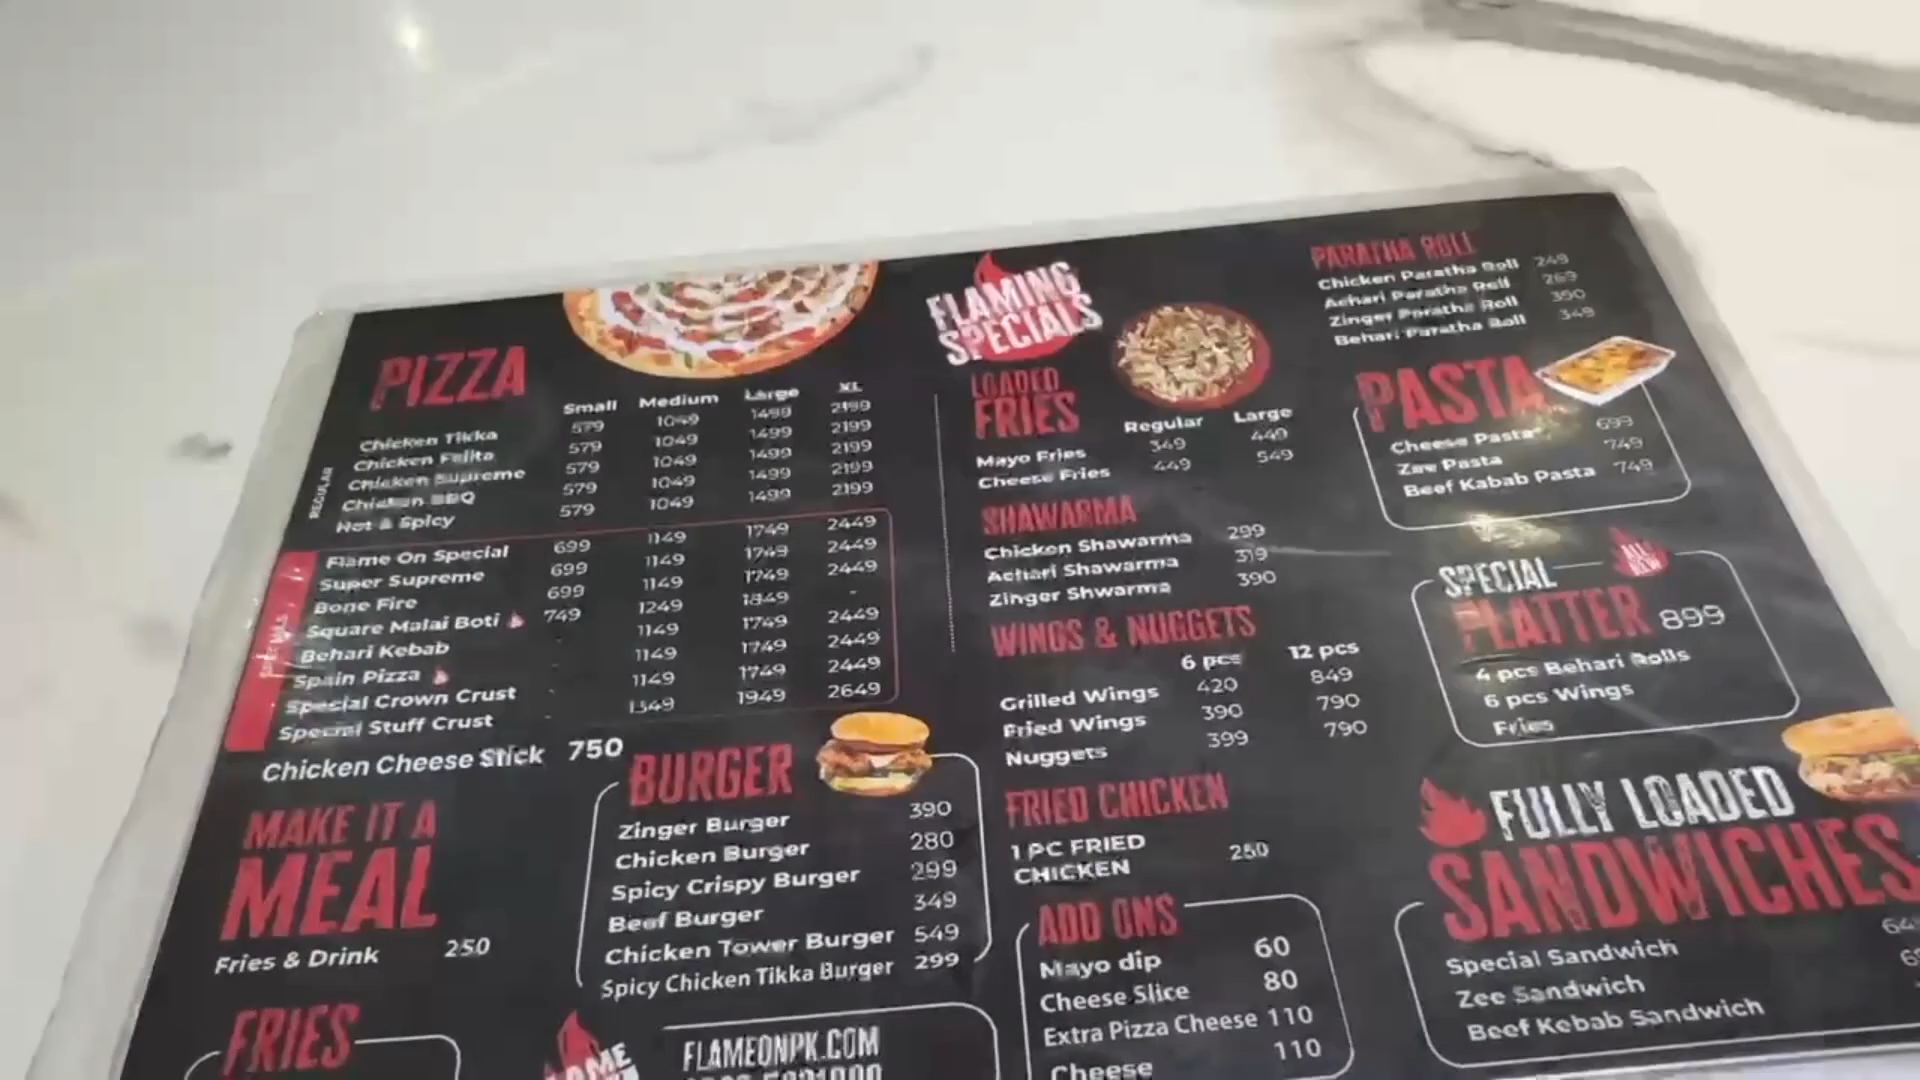 PIZZA
Small Medium Large XL
REGULAR
Chicken Tikka 579 1049 1499 2199
Chicken Fajita 579 1049 1499 2199
Chicken Supreme 579 1049 1499 2199
Chicken BBQ 579 1049 1499 2199
Hot & Spicy 579 1049 1499 2199
SPECIALS
Flame On Special 699 1149 1749 2449
Super Supreme 699 1149 1749 2449
Bone Fire 699 1149 1749 2449
Square Malai Boti 749 1249 1849 -
Behari Kebab - 1149 1749 2449
Spain Pizza - 1149 1749 2449
Special Crown Crust - 1149 1749 2449
Special Stuff Crust - 1349 1949 2649
Chicken Cheese Stick 750
MAKE IT A
MEAL
Fries & Drink 250
FRIES
BURGER
Zinger Burger 390
Chicken Burger 280
Spicy Crispy Burger 299
Beef Burger 349
Chicken Tower Burger 549
Spicy Chicken Tikka Burger 299
FLAMEONPK.COM
FLAMING
SPECIALS
LOADED
FRIES
Regular Large
Mayo Fries 349 449
Cheese Fries 449 549
SHAWARMA
Chicken Shawarma 299
Achari Shawarma 319
Zinger Shwarma 390
WINGS & NUGGETS
6 pcs 12 pcs
Grilled Wings 420 849
Fried Wings 390 790
Nuggets 399 790
FRIED CHICKEN
1 PC FRIED
CHICKEN 250
ADD ONS
Mayo dip 60
Cheese Slice 80
Extra Pizza Cheese 110
Cheese 110
PARATHA ROLL
Chicken Paratha Roll 249
Achari Paratha Roll 269
Zinger Paratha Roll 390
Behari Paratha Roll 349
PASTA
Cheese Pasta 699
Zee Pasta 749
Beef Kabab Pasta 749
SPECIAL
ALL NEW
PLATTER 899
4 pcs Behari Rolls
6 pcs Wings
Fries
FULLY LOADED
SANDWICHES
Special Sandwich
Zee Sandwich
Beef Kebab Sandwich